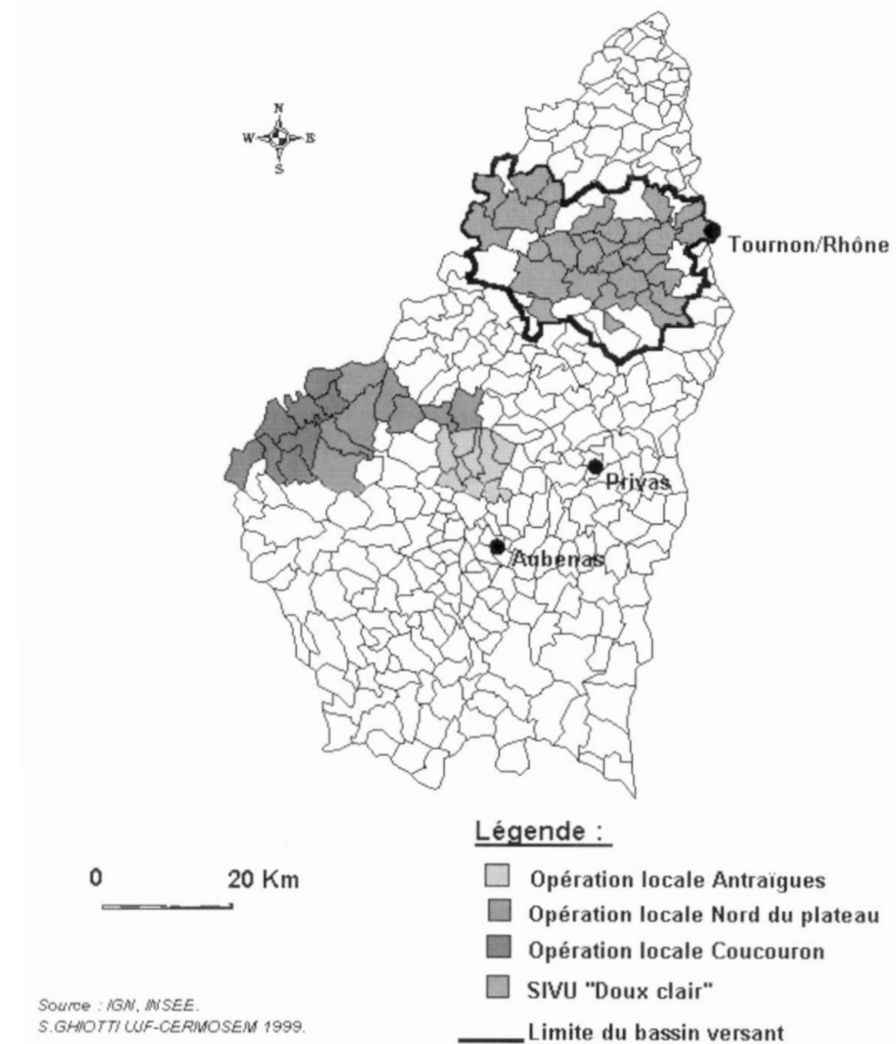 N
W E
S
Tournon/Rhône
Privas
Aubenas
Légende :
0 20 Km
Opération locale Antraïgues
Opération locale Nord du plateau
Opération locale Coucouron
SIVU "Doux clair"
Limite du bassin versant
Source : IGN, INSEE.
S.GHIOTTI UJF-CERMOSEM 1999.